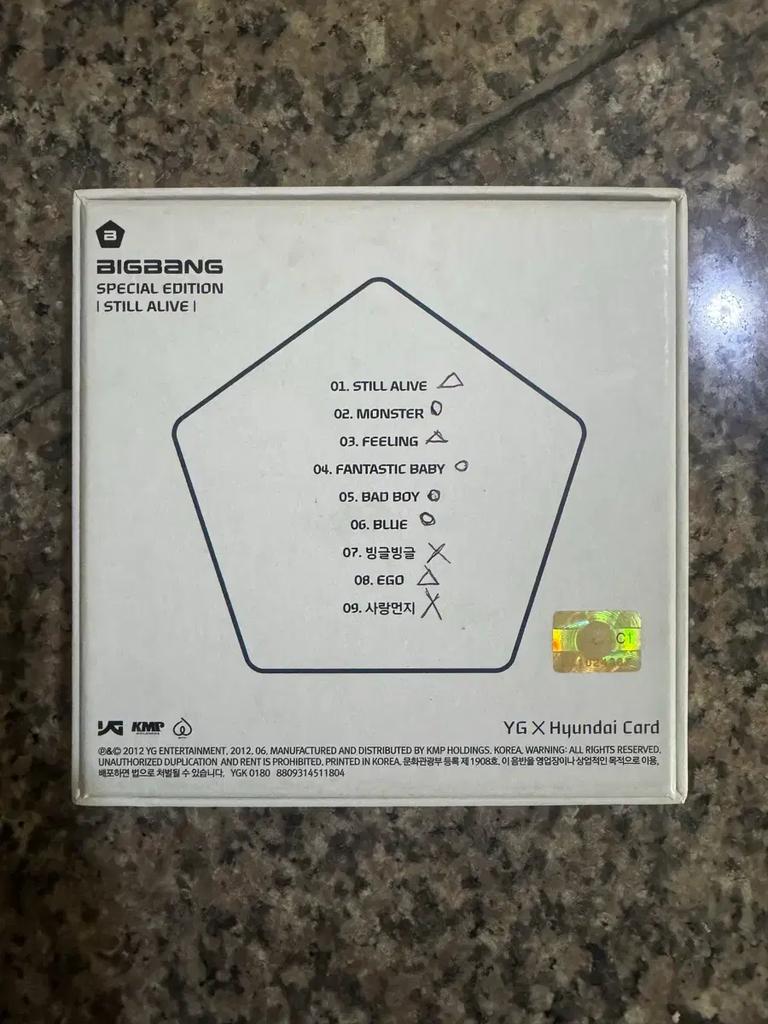 B
BIGBANG
SPECIAL EDITION
| STILL ALIVE |
01. STILL ALIVE △
02. MONSTER O
03. FEELING △
04. FANTASTIC BABY O
05. BAD BOY O
06. BLUE O
07. 빙글빙글 X
08. EGO △
09. 사랑먼지 X
C1
YG KMP HOLDINGS
YG X Hyundai Card
℗&© 2012 YG ENTERTAINMENT, 2012. 06. MANUFACTURED AND DISTRIBUTED BY KMP HOLDINGS. KOREA. WARNING: ALL RIGHTS RESERVED.
UNAUTHORIZED DUPLICATION AND RENT IS PROHIBITED. PRINTED IN KOREA. 문화관광부 등록 제 1908호. 이 음반을 영업장이나 상업적인 목적으로 이용,
배포하면 법으로 처벌될 수 있습니다. YGK 0180 8809314511804